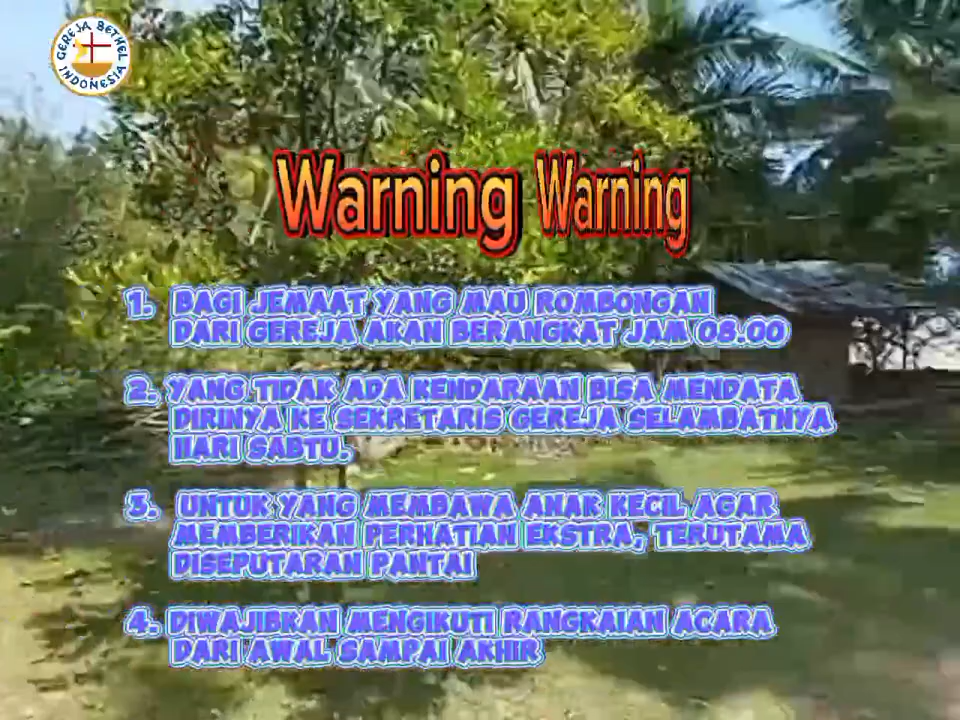 GEREJA BETHEL
INDONESIA
Warning Warning
1. BAGI JEMAAT YANG MAU ROMBONGAN
DARI GEREJA AKAN BERANGKAT JAM 08.00
2. YANG TIDAK ADA KENDARAAN BISA MENDATA
DIRINYA KE SEKRETARIS GEREJA SELAMBATNYA
HARI SABTU.
3. UNTUK YANG MEMBAWA ANAK KECIL AGAR
MEMBERIKAN PERHATIAN EKSTRA, TERUTAMA
DISEPUTARAN PANTAI
4. DIWAJIBKAN MENGIKUTI RANGKAIAN ACARA
DARI AWAL SAMPAI AKHIR